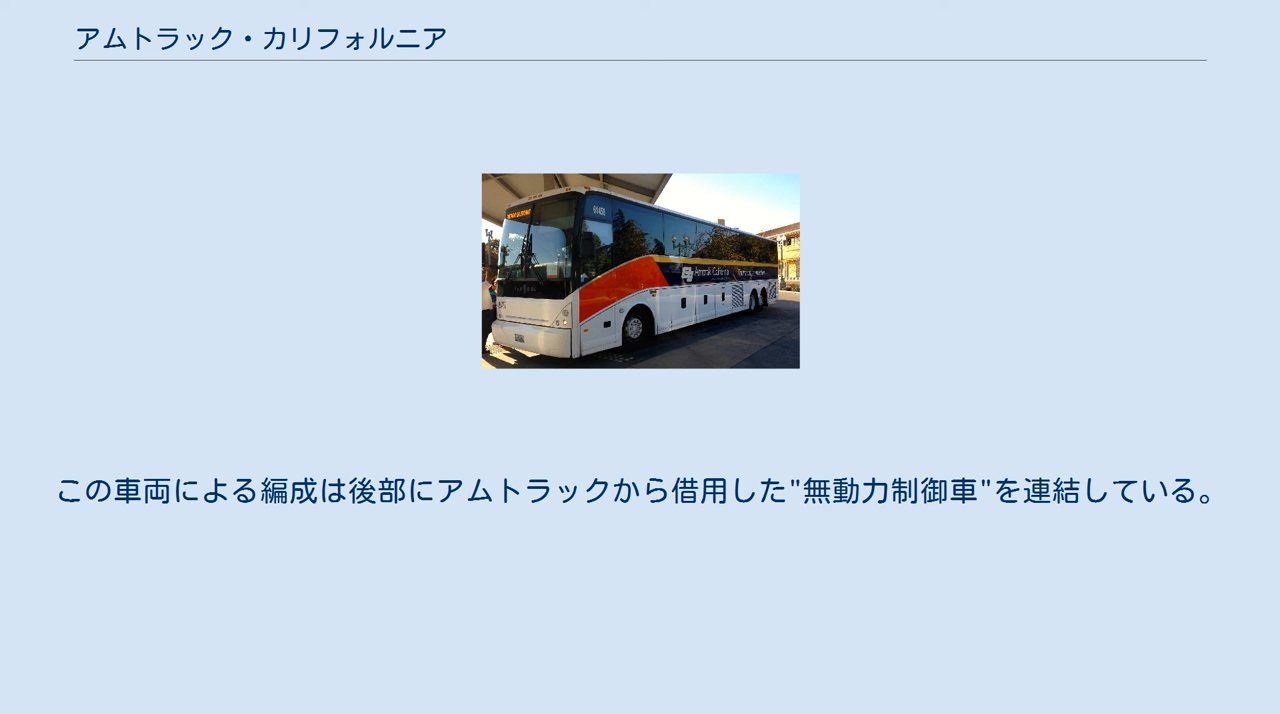 アムトラック・カリフォルニア
Amtrak California
この車両による編成は後部にアムトラックから借用した"無動力制御車"を連結している。